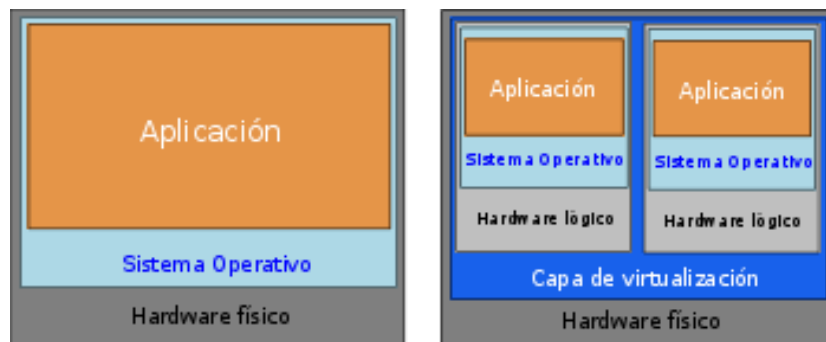 Aplicación
Sistema Operativo
Hardware físico
Aplicación
Sistema Operativo
Hardware lógico
Aplicación
Sistema Operativo
Hardware lógico
Capa de virtualización
Hardware físico